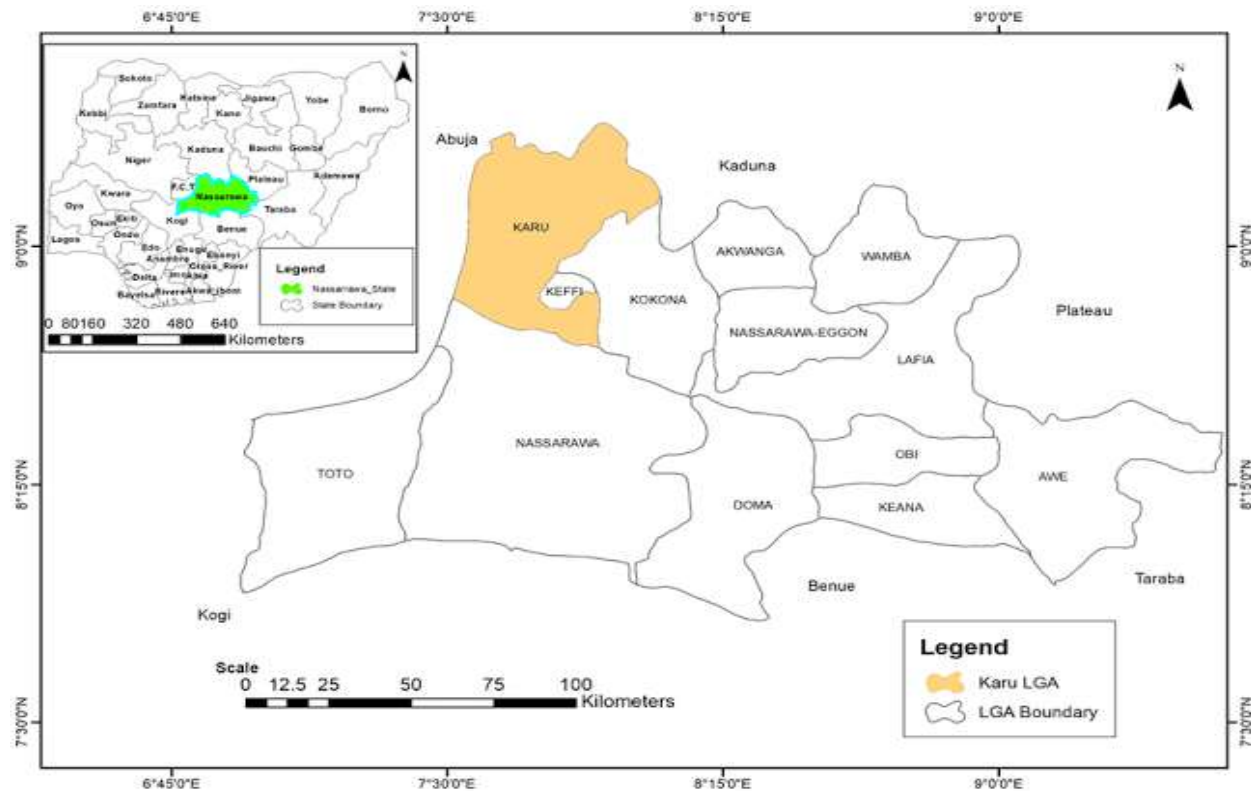 6°45'0"E 7°30'0"E 8°15'0"E 9°0'0"E
N
Sokoto
Katsina Jigawa
Kebbi Zamfara Kano Yobe Borno
Kaduna Bauchi Gombe
Niger
Adamawa
F.C.T Plateau
Nassarawa
Kwara
Oyo Taraba
Ekiti Kogi
Osun Benue
Ondo
Lagos Edo Enugu
Anambra Ebonyi
Cross_River
Delta Imo Abia
Bayelsa Rivers Akwa_Ibom
Legend
Nassarrawa_State
State Boundary
0 80160 320 480 640
Kilometers
N
Abuja
Kaduna
KARU
AKWANGA
WAMBA
KEFFI
KOKONA
Plateau
NASSARAWA-EGGON
LAFIA
NASSARAWA
OBI
TOTO
AWE
DOMA
KEANA
Benue
Taraba
Kogi
Scale
0 12.5 25 50 75 100
Kilometers
Legend
Karu LGA
LGA Boundary
9°0'0"N
8°15'0"N
7°30'0"N
9°0'0"N
8°15'0"N
7°30'0"N
6°45'0"E 7°30'0"E 8°15'0"E 9°0'0"E